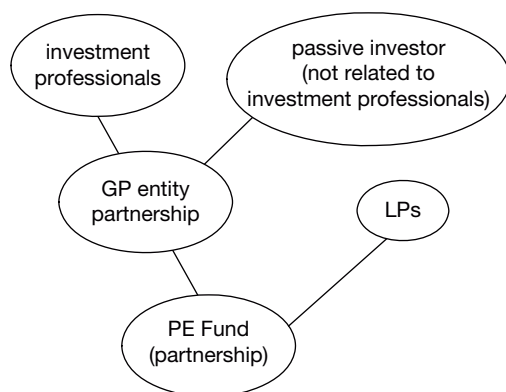 investment
professionals
passive investor
(not related to
investment professionals)
GP entity
partnership
LPs
PE Fund
(partnership)